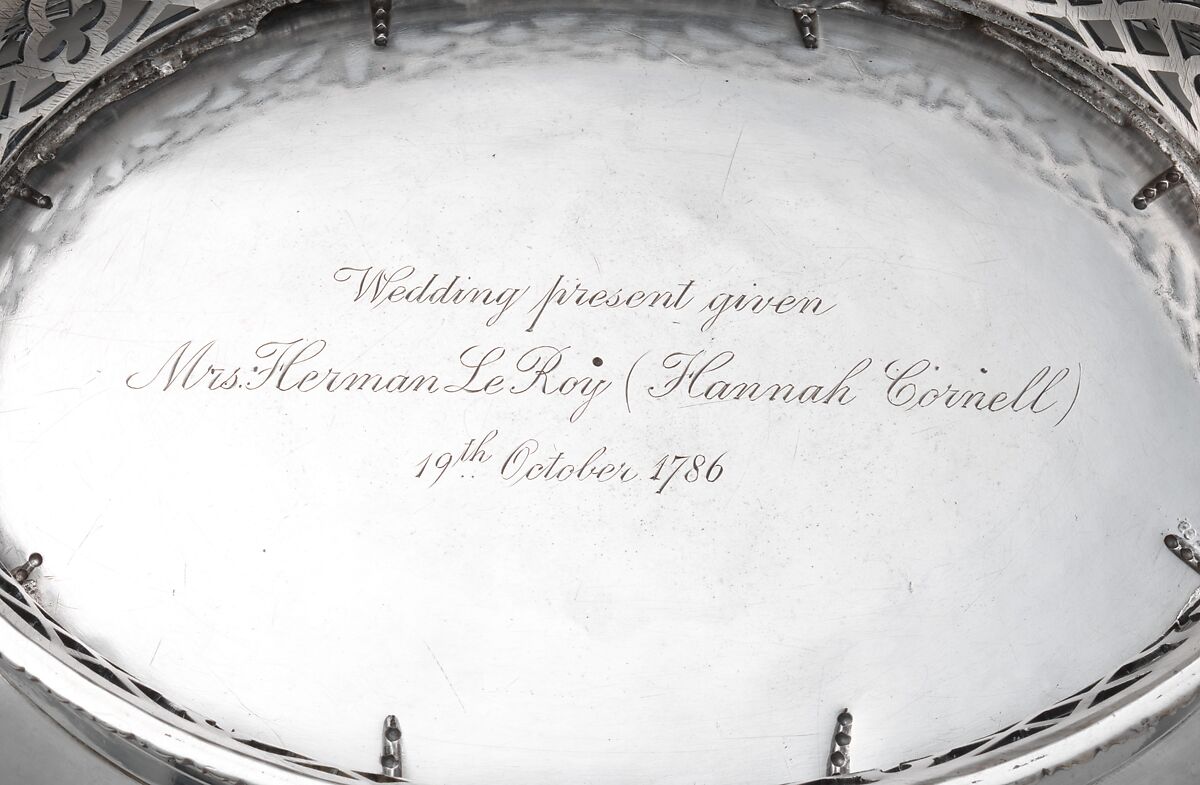 Wedding present given
Mrs. Herman Le Roy (Hannah Cornell)
19th October 1786